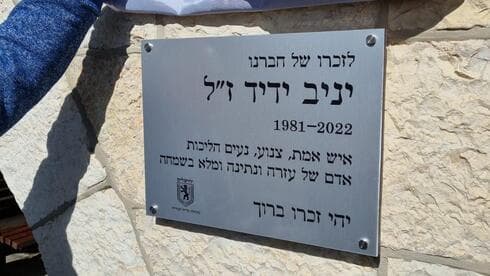 לזכרו של חברנו
יניב ידיד ז״ל
1981-2022
איש אמת, צנוע, נעים הליכות
אדם של עזרה ונתינה ומלא בשמחה
יהי זכרו ברוך